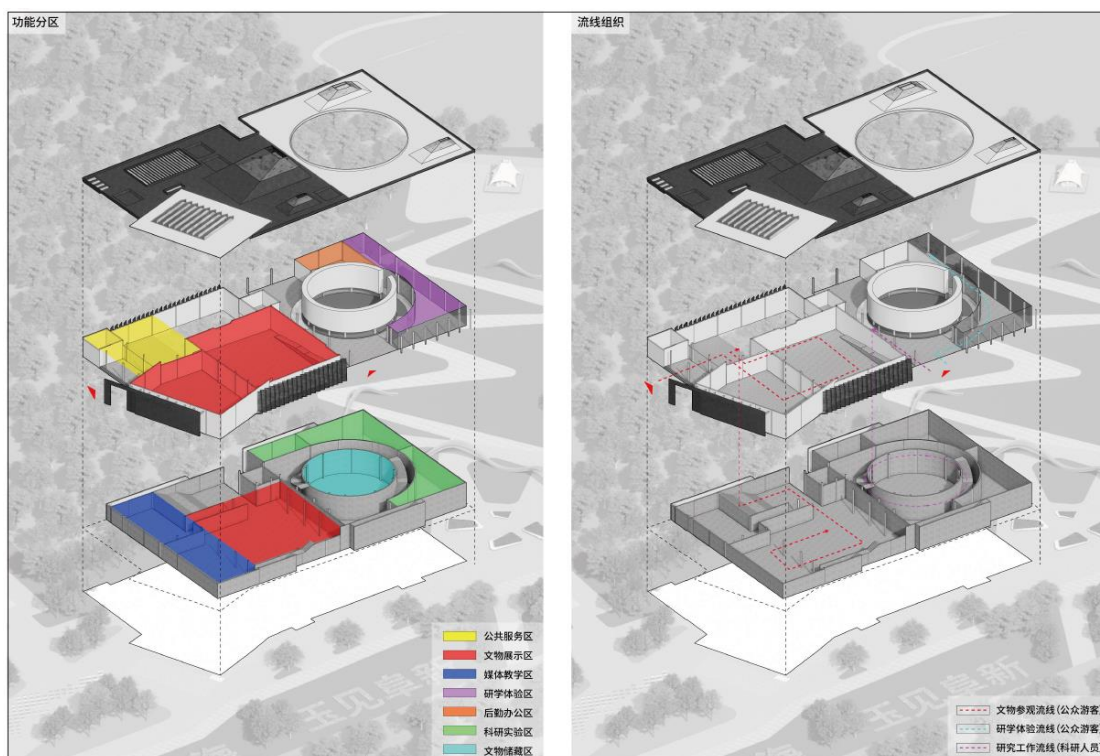 功能分区
公共服务区
文物展示区
媒体教学区
研学体验区
后勤办公区
科研实验区
文物储藏区
流线组织
文物参观流线(公众游客)
研学体验流线(公众游客)
研究工作流线(科研人员)